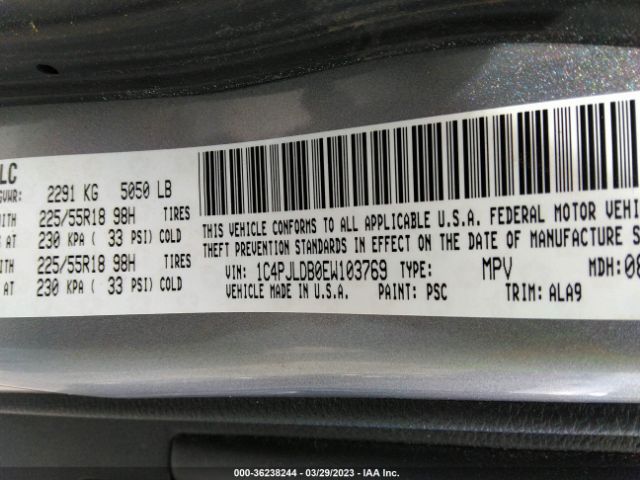 LC
GVWR: 2291 KG 5050 LB
225/55R18 98H TIRES
AT 230 KPA ( 33 PSI) COLD
225/55R18 98H TIRES
AT 230 KPA ( 33 PSI) COLD
THIS VEHICLE CONFORMS TO ALL APPLICABLE U.S.A. FEDERAL MOTOR
THEFT PREVENTION STANDARDS IN EFFECT ON THE DATE OF MANUFACTURE
VIN: 1C4PJLDB0EW103769 TYPE: MPV MDH: 08
VEHICLE MADE IN U.S.A. PAINT: PSC TRIM: ALA9
000-36238244 - 03/29/2023 - IAA Inc.